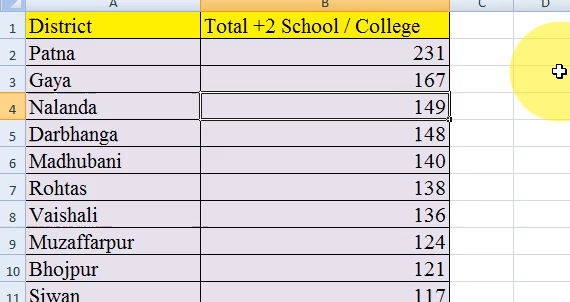 A B C D
1 District Total +2 School / College
2 Patna 231
3 Gaya 167
4 Nalanda 149
5 Darbhanga 148
6 Madhubani 140
7 Rohtas 138
8 Vaishali 136
9 Muzaffarpur 124
10 Bhojpur 121
11 Siwan 117